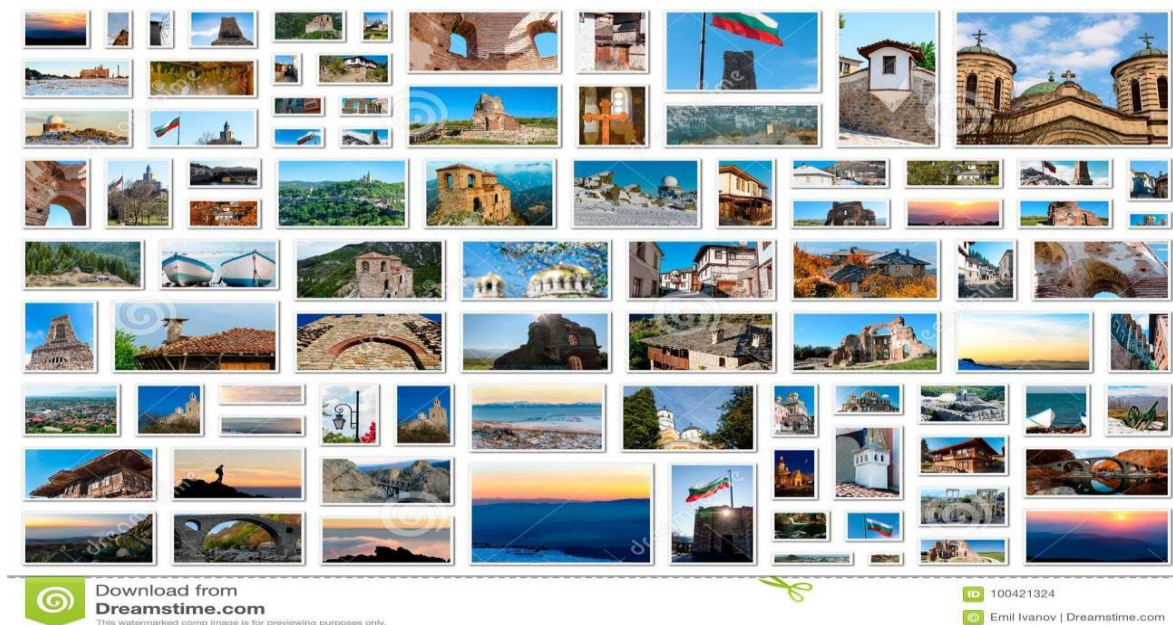 Download from
Dreamstime.com
This watermarked comp image is for previewing purposes only.
ID 100421324
Emil Ivanov | Dreamstime.com